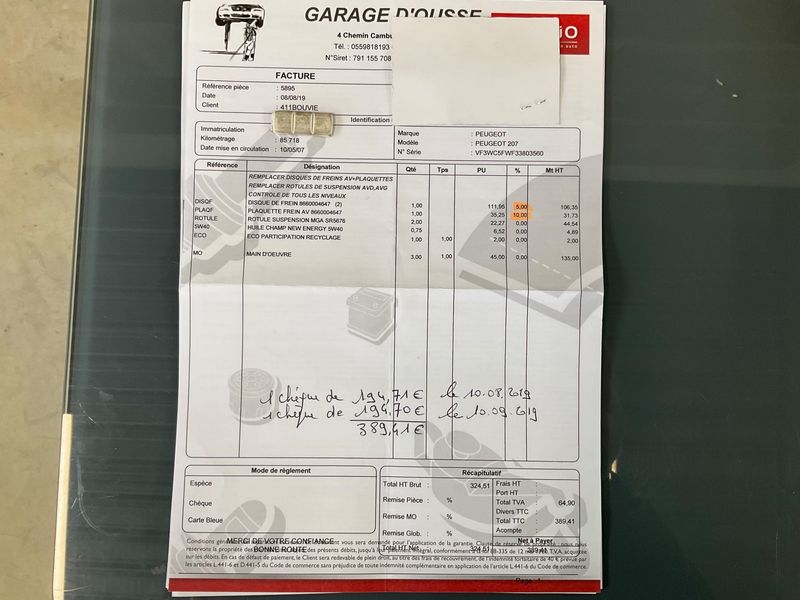 GARAGE D'OUSSE
4 Chemin Cambu
Tél. : 0559818193
N°Siret : 791 155 708
FACTURE
Référence pièce : 5895
Date : 08/08/19
Client : 411BOUVIE
Identification
Immatriculation
Kilométrage : 85 718
Date mise en circulation : 10/05/07
Marque : PEUGEOT
Modèle : PEUGEOT 207
N° Série : VF3WC5FWF33803560
Référence Désignation Qté Tps PU % Mt HT
REMPLACER DISQUES DE FREINS AV+PLAQUETTES
REMPLACER ROTULES DE SUSPENSION AVD,AVG
CONTROLE DE TOUS LES NIVEAUX
DISQF DISQUE DE FREIN 8660004647 (2) 1,00 111,95 5,00 106,35
PLAQF PLAQUETTE FREIN AV 8660004647 1,00 35,25 10,00 31,73
ROTULE ROTULE SUSPENSION MGA SR5676 2,00 22,27 0,00 44,54
5W40 HUILE CHAMP NEW ENERGY 5W40 0,75 6,52 0,00 4,89
ECO ECO PARTICIPATION RECYCLAGE 1,00 1,00 2,00 0,00 2,00
MO MAIN D'OEUVRE 3,00 1,00 45,00 0,00 135,00
1 chèque de 194,71€ le 10.08.2019
1 chèque de 194,70€ le 10.09.2019
389,41€
Mode de règlement
Espèce
Chèque
Carte Bleue
MERCI DE VOTRE CONFIANCE
BONNE ROUTE
Récapitulatif
Total HT Brut : 324,51 Frais HT :
Port HT :
Remise Pièce : % Total TVA : 64,90
Divers TTC :
Remise MO : % Total TTC : 389,41
Acompte :
Remise Glob. : % Net à Payer
Total HT Net 324,51 389,41
Page : 1